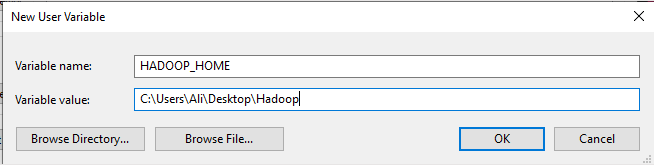 New User Variable
Variable name: HADOOP_HOME
Variable value: C:\Users\Ali\Desktop\Hadoop
Browse Directory... Browse File... OK Cancel